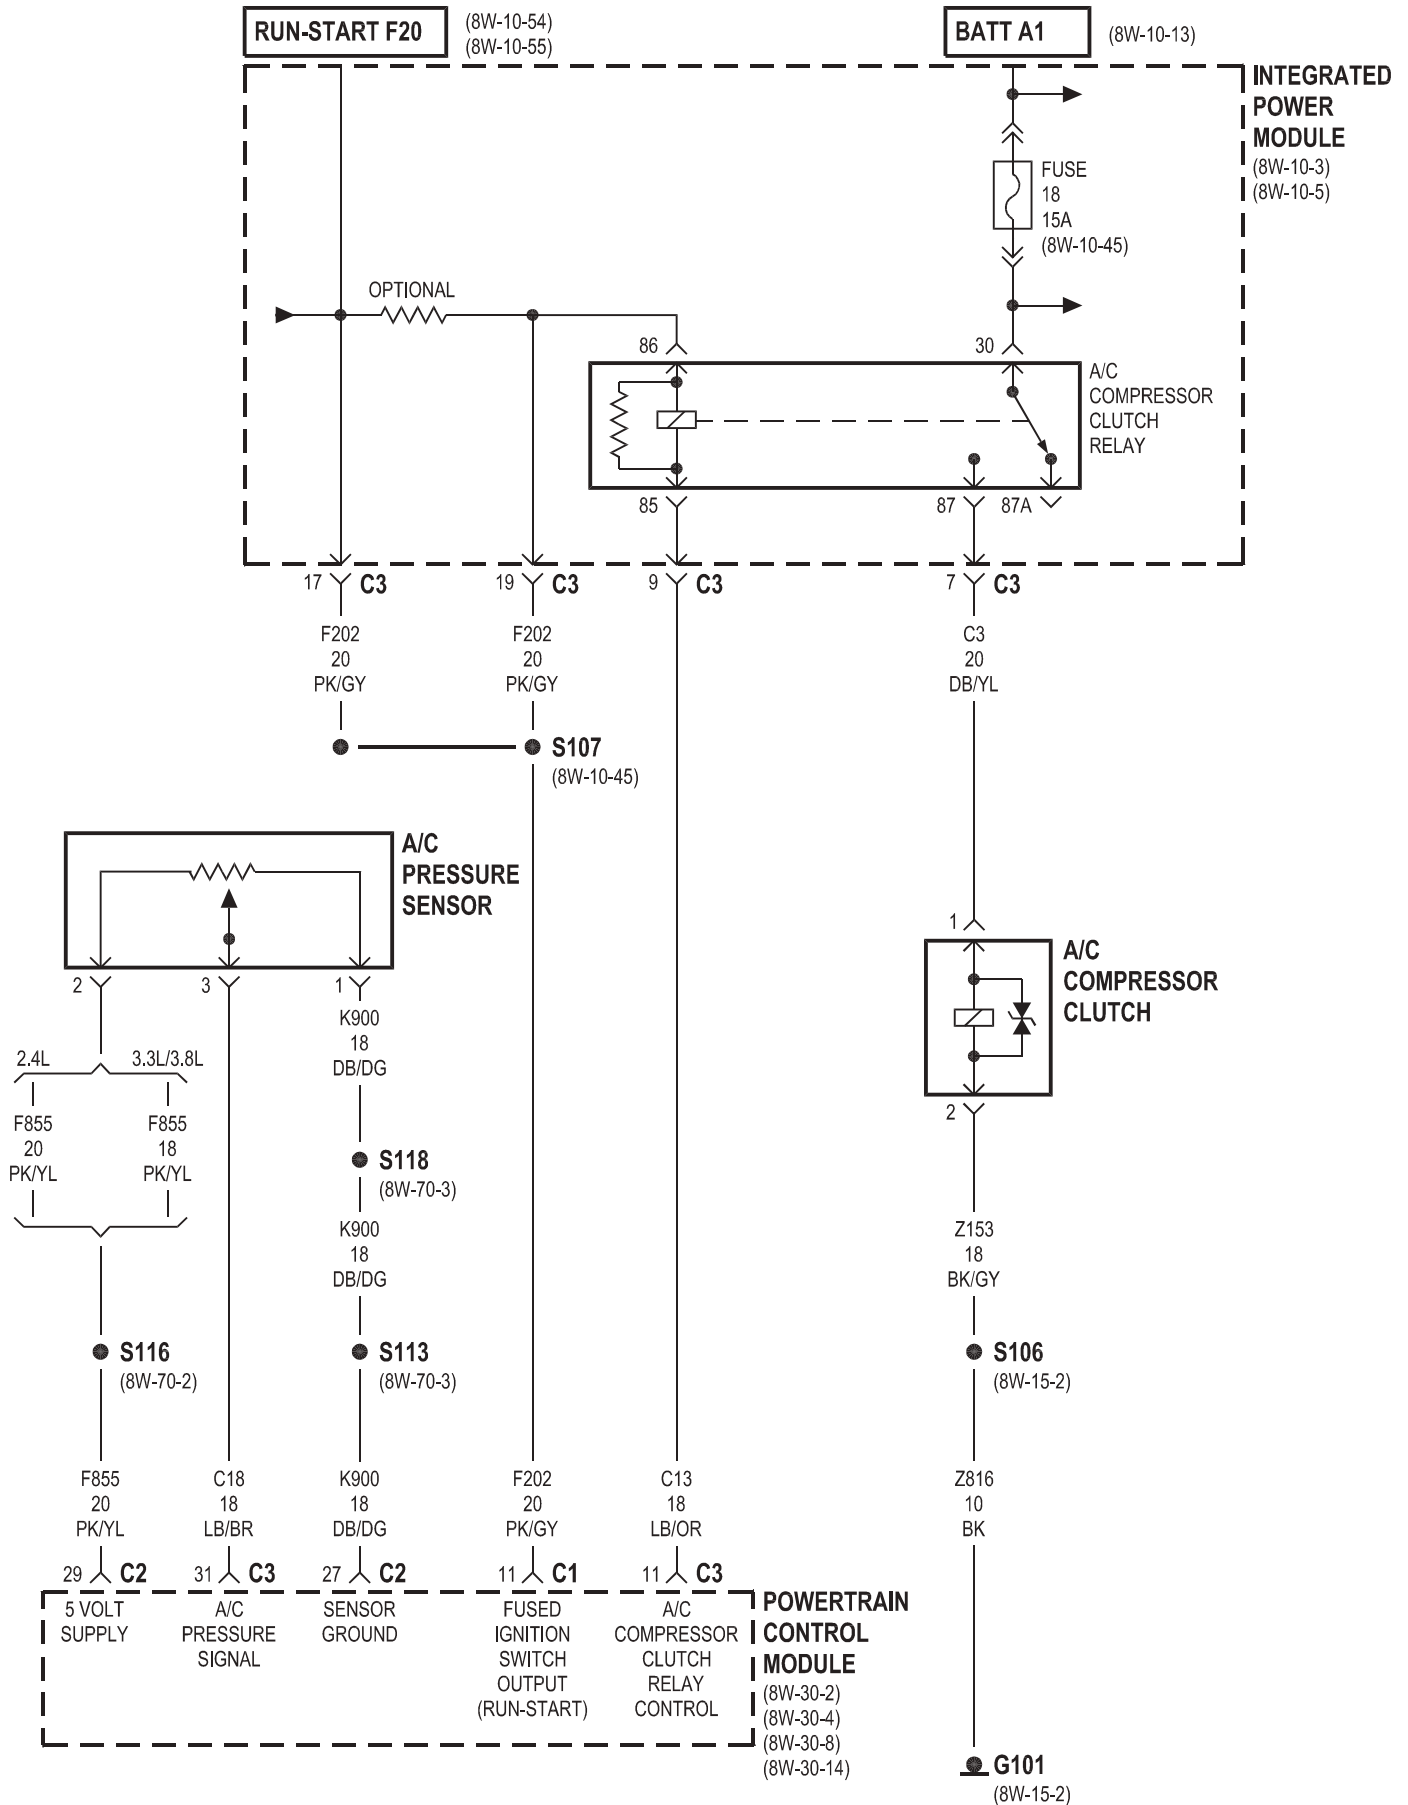 RUN-START F20
(8W-10-54)
(8W-10-55)
BATT A1
(8W-10-13)
INTEGRATED
POWER
MODULE
(8W-10-3)
(8W-10-5)
FUSE
18
15A
(8W-10-45)
OPTIONAL
86
30
A/C
COMPRESSOR
CLUTCH
RELAY
85
87
87A
17
C3
19
C3
9
C3
7
C3
F202
20
PK/GY
F202
20
PK/GY
C3
20
DB/YL
S107
(8W-10-45)
A/C
PRESSURE
SENSOR
2
3
1
1
A/C
COMPRESSOR
CLUTCH
2
K900
18
DB/DG
2.4L
3.3L/3.8L
F855
20
PK/YL
F855
18
PK/YL
S118
(8W-70-3)
K900
18
DB/DG
Z153
18
BK/GY
S116
(8W-70-2)
S113
(8W-70-3)
S106
(8W-15-2)
F855
20
PK/YL
C18
18
LB/BR
K900
18
DB/DG
F202
20
PK/GY
C13
18
LB/OR
Z816
10
BK
29
C2
31
C3
27
C2
11
C1
11
C3
5 VOLT
SUPPLY
A/C
PRESSURE
SIGNAL
SENSOR
GROUND
FUSED
IGNITION
SWITCH
OUTPUT
(RUN-START)
A/C
COMPRESSOR
CLUTCH
RELAY
CONTROL
POWERTRAIN
CONTROL
MODULE
(8W-30-2)
(8W-30-4)
(8W-30-8)
(8W-30-14)
G101
(8W-15-2)